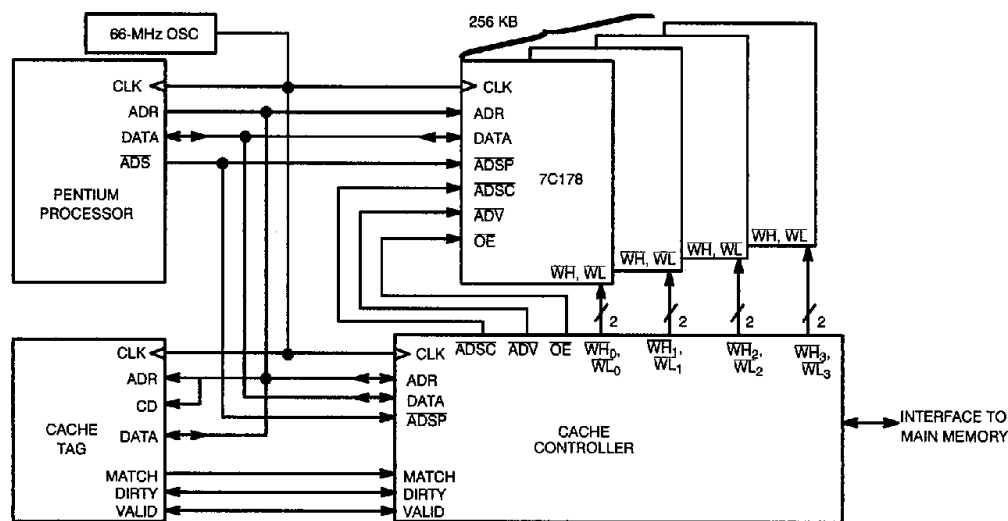 66-MHz OSC
256 KB
CLK
ADR
DATA
ADS
PENTIUM
PROCESSOR
CLK
ADR
DATA
ADSP
ADSC
ADV
OE
7C178
WH, WL
WH, WL
WH, WL
WH, WL
2
2
2
2
CLK
ADR
CD
DATA
CACHE
TAG
MATCH
DIRTY
VALID
ADSC
ADV
OE
WH0,
WL0
WH1,
WL1
WH2,
WL2
WH3,
WL3
CLK
ADR
DATA
ADSP
CACHE
CONTROLLER
MATCH
DIRTY
VALID
INTERFACE TO
MAIN MEMORY